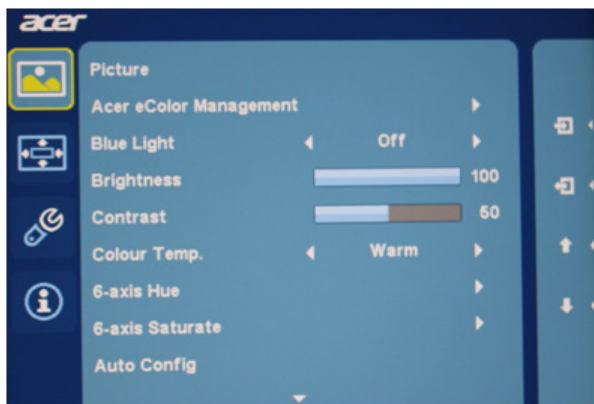 acer
Picture
Acer eColor Management
Blue Light Off
Brightness 100
Contrast 50
Colour Temp. Warm
6-axis Hue
6-axis Saturate
Auto Config